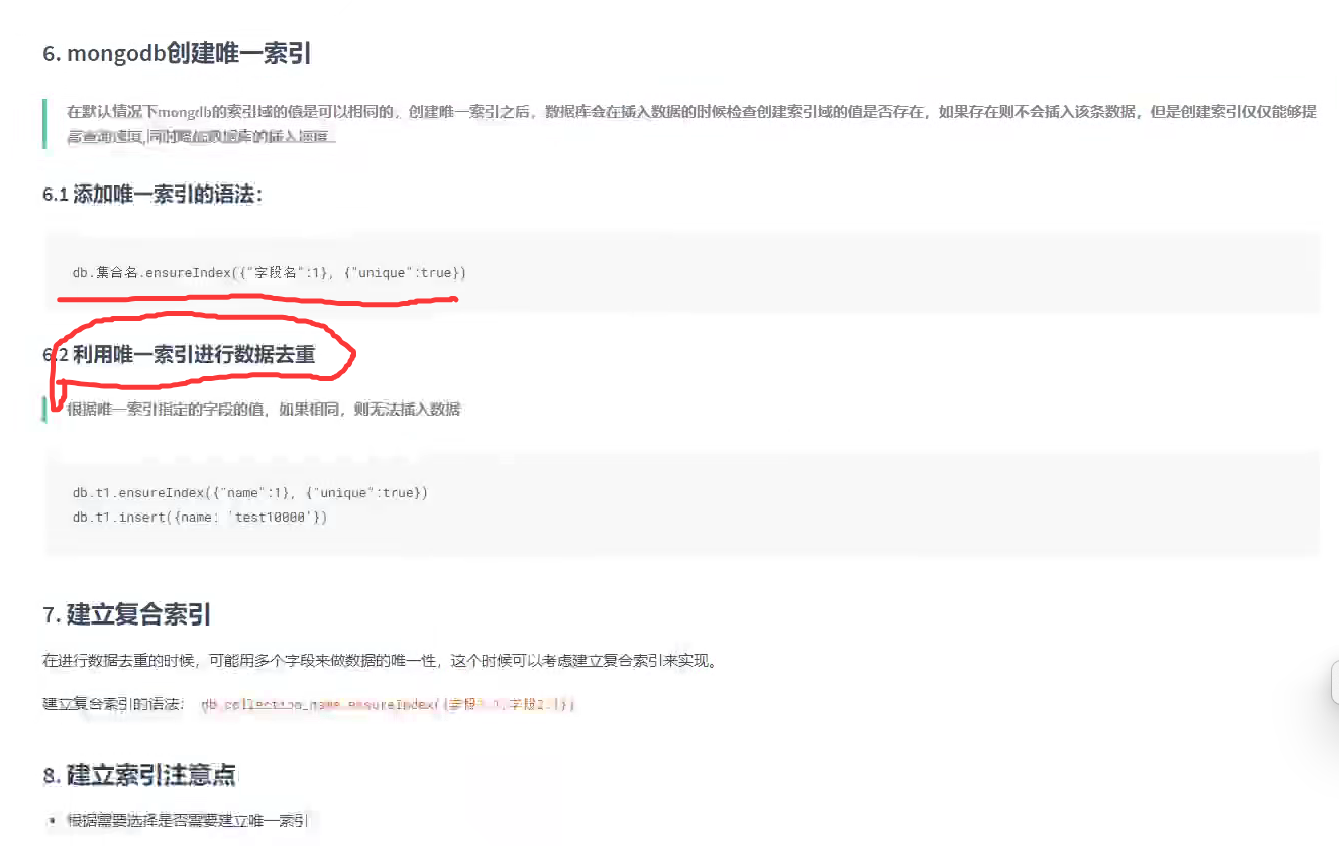 6. mongodb创建唯一索引
在默认情况下mongdb的索引域的值是可以相同的，创建唯一索引之后，数据库会在插入数据的时候检查创建索引域的值是否存在，如果存在则不会插入该条数据，但是创建索引仅仅能够提
高查询速度,同时降低数据库的插入速度。
6.1 添加唯一索引的语法：
db.集合名.ensureIndex({"字段名":1}, {"unique":true})
6.2 利用唯一索引进行数据去重
根据唯一索引指定的字段的值，如果相同，则无法插入数据
db.t1.ensureIndex({"name":1}, {"unique":true})
db.t1.insert({name: 'test10000'})
7. 建立复合索引
在进行数据去重的时候，可能用多个字段来做数据的唯一性，这个时候可以考虑建立复合索引来实现。
建立复合索引的语法： db.collection_name.ensureIndex({字段1:1,字段2:1})
8. 建立索引注意点
• 根据需要选择是否需要建立唯一索引